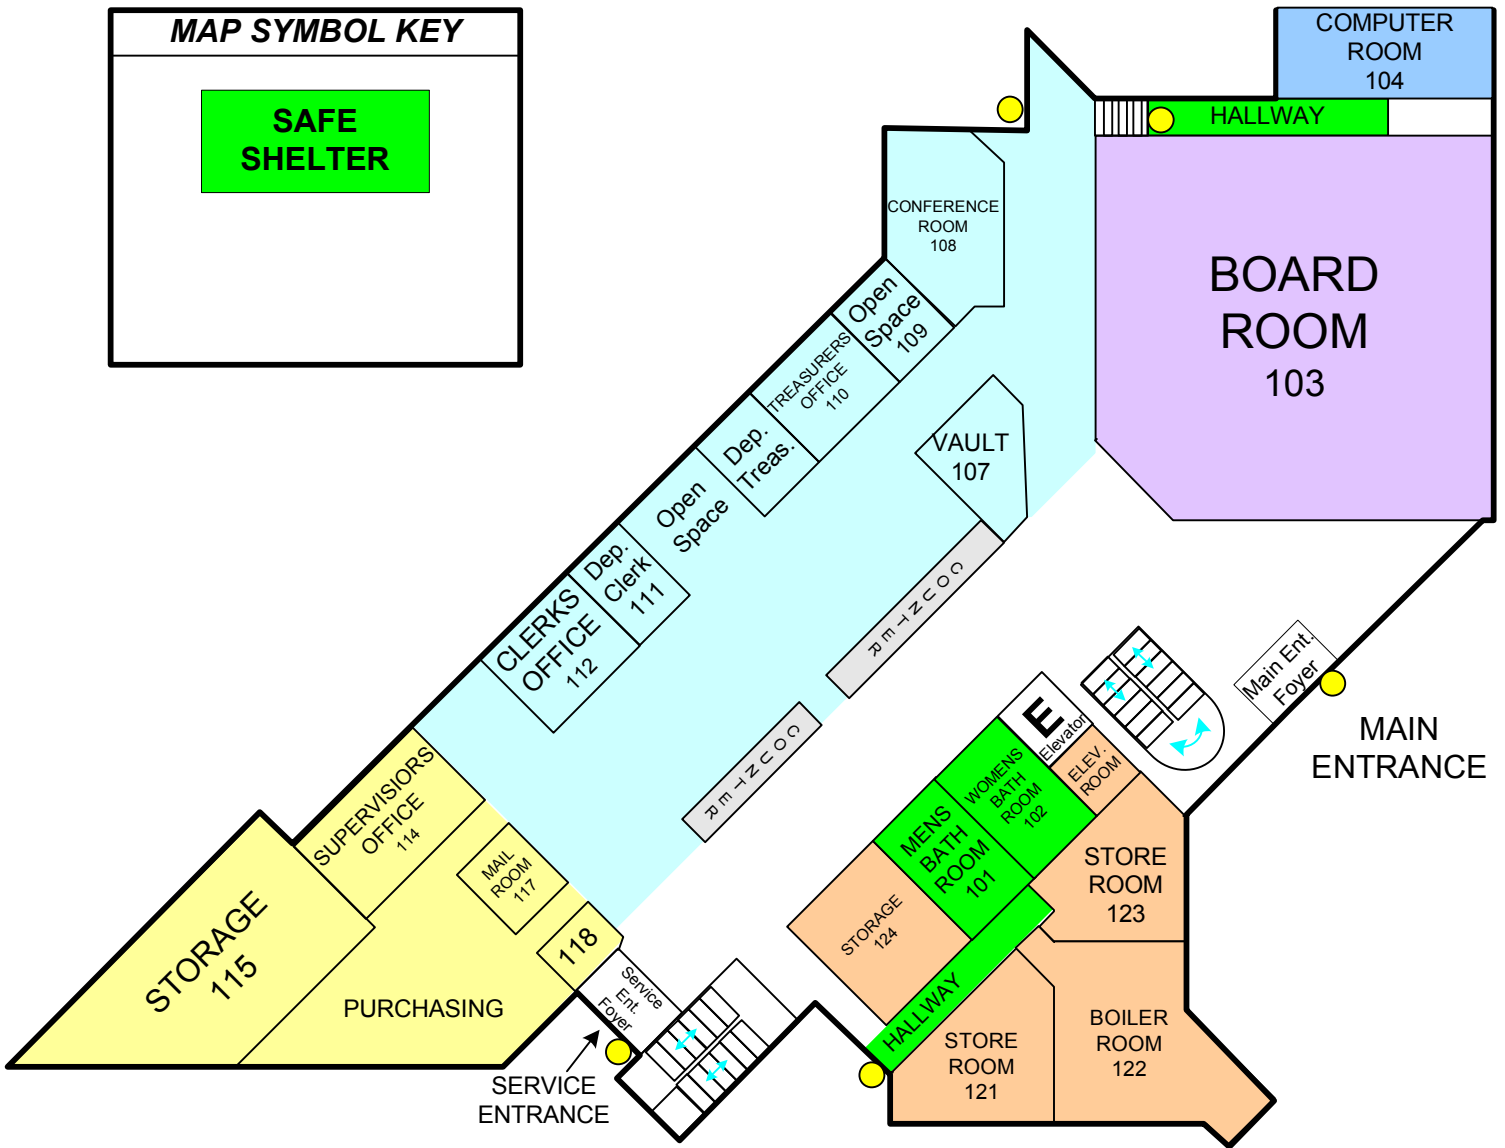 MAP SYMBOL KEY
SAFE
SHELTER
COMPUTER
ROOM
104
HALLWAY
BOARD
ROOM
103
CONFERENCE
ROOM
108
Open
Space
109
TREASURERS
OFFICE
110
Dep.
Treas.
VAULT
107
Open
Space
Dep.
Clerk
111
CLERKS
OFFICE
112
COUNTER
COUNTER
Main Ent.
Foyer
MAIN
ENTRANCE
E
Elevator
ELEV.
ROOM
WOMENS
BATH
ROOM
102
MENS
BATH
ROOM
101
STORE
ROOM
123
STORAGE
124
HALLWAY
STORE
ROOM
121
BOILER
ROOM
122
SUPERVISIORS
OFFICE
114
MAIL
ROOM
117
118
STORAGE
115
PURCHASING
Service
Ent.
Foyer
SERVICE
ENTRANCE